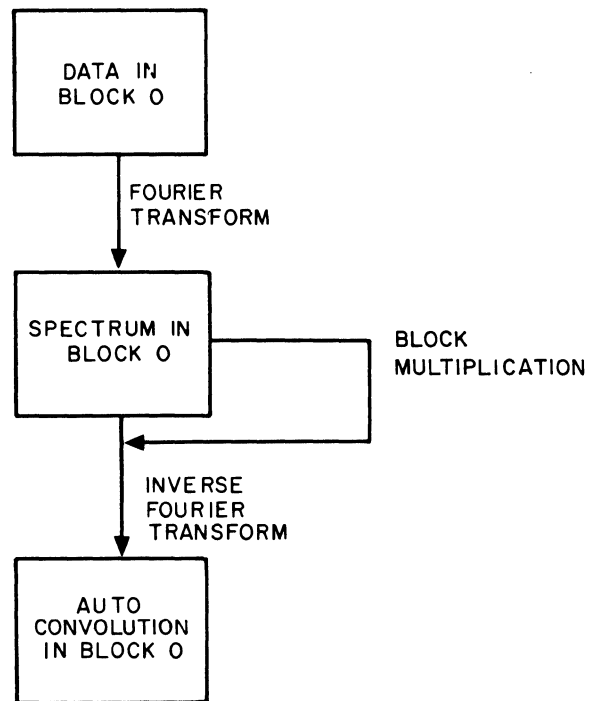 DATA IN
BLOCK 0
FOURIER
TRANSFORM
SPECTRUM IN
BLOCK 0
BLOCK
MULTIPLICATION
INVERSE
FOURIER
TRANSFORM
AUTO
CONVOLUTION
IN BLOCK 0